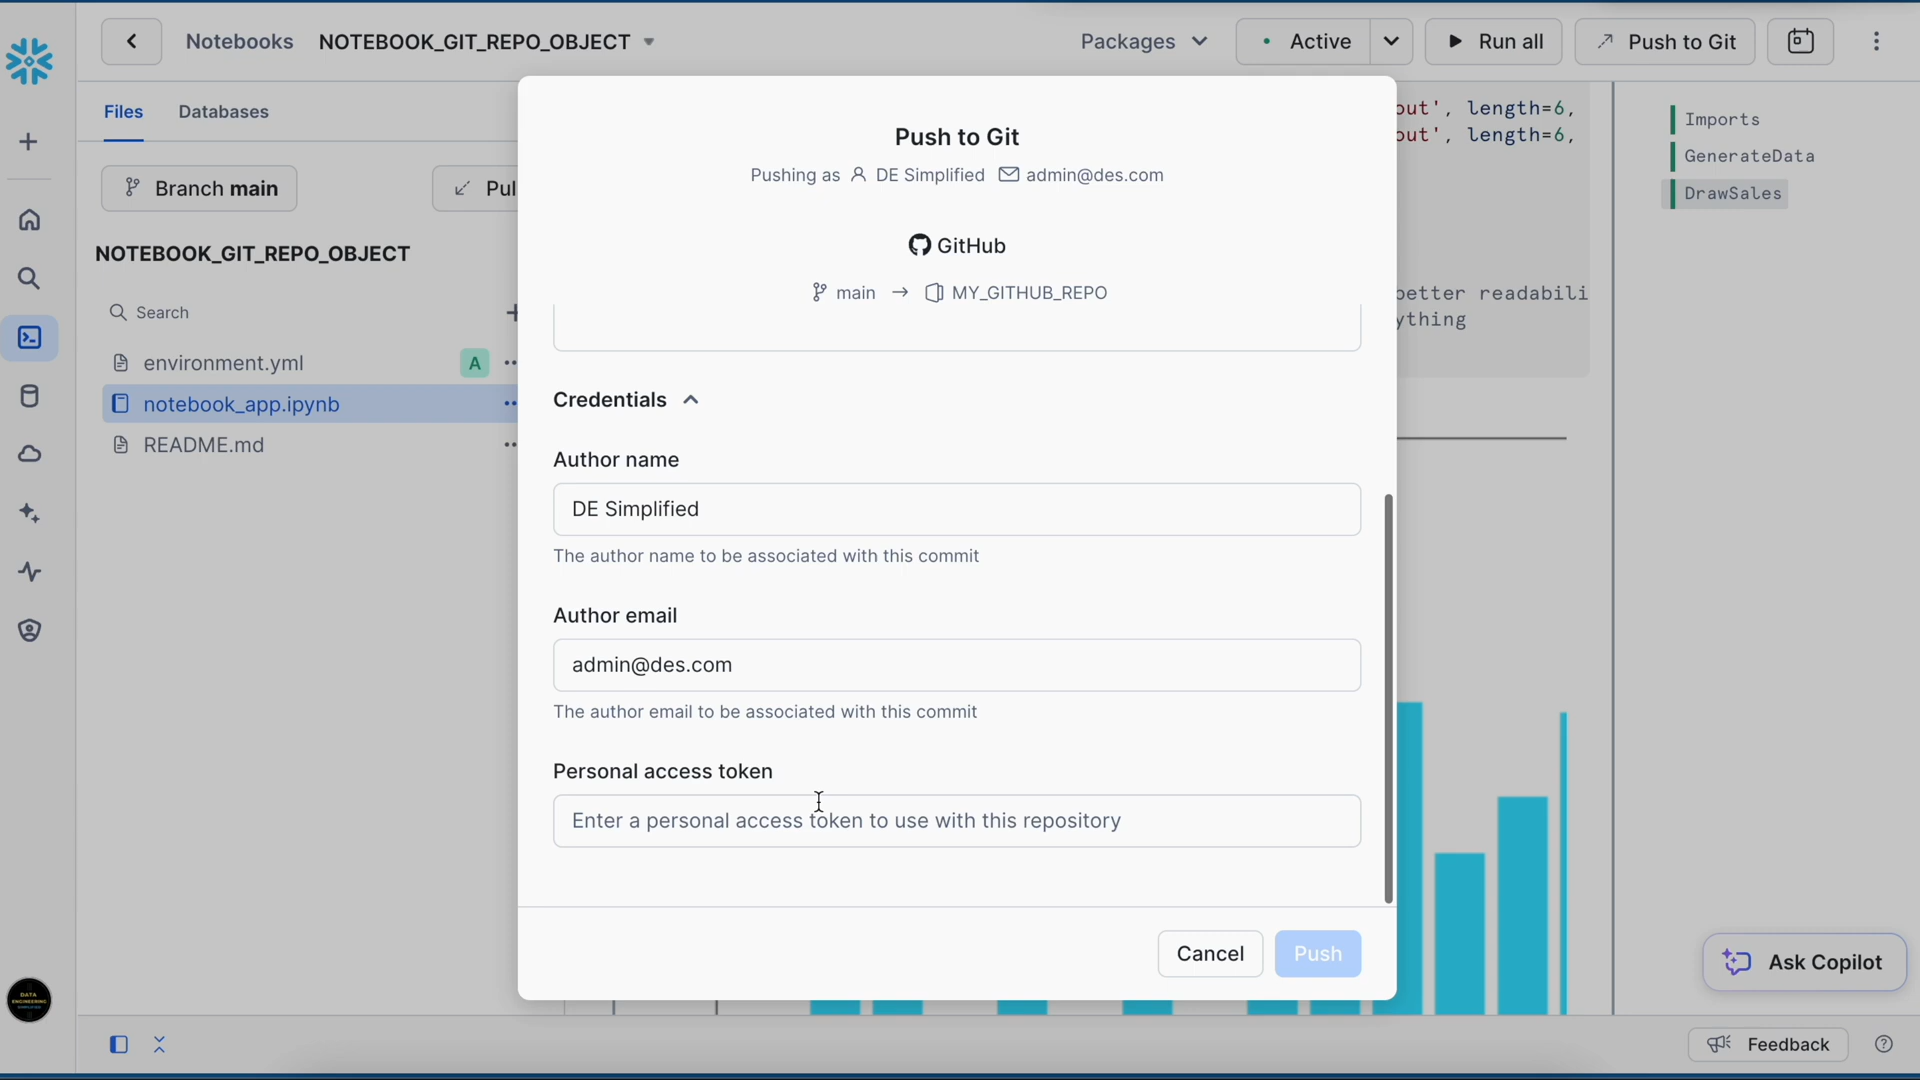 Notebooks NOTEBOOK_GIT_REPO_OBJECT
Packages Active Run all Push to Git
Files Databases
Branch main
Pul
NOTEBOOK_GIT_REPO_OBJECT
Search
environment.yml A
notebook_app.ipynb
README.md
Push to Git
Pushing as DE Simplified admin@des.com
GitHub
main → MY_GITHUB_REPO
Credentials
Author name
DE Simplified
The author name to be associated with this commit
Author email
admin@des.com
The author email to be associated with this commit
Personal access token
Enter a personal access token to use with this repository
Cancel Push
out', length=6,
out', length=6,
better readabili
ything
Imports
GenerateData
DrawSales
Ask Copilot
DATA
ENGINEERING
SIMPLIFIED
Feedback